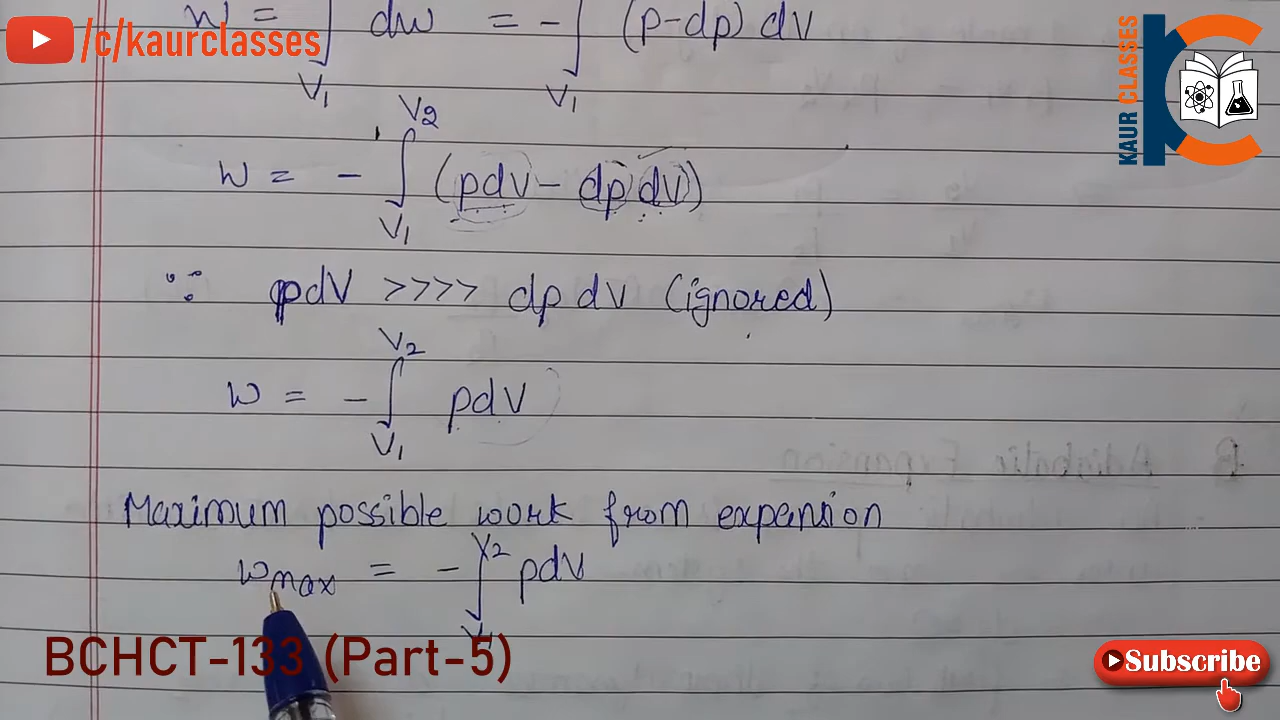 w = ∫ dw = - ∫ (p-dp) dV
V₁ V₁
/c/kaurclasses
KAUR CLASSES
V₂
w = - ∫ (pdv - dp dv)
V₁
∵ pdV >>>> dp dV (ignored)
V₂
w = - ∫ pdV
V₁
Maximum possible work from expansion
V₂
wmax = - ∫ pdV
BCHCT-133 (Part-5)
Subscribe